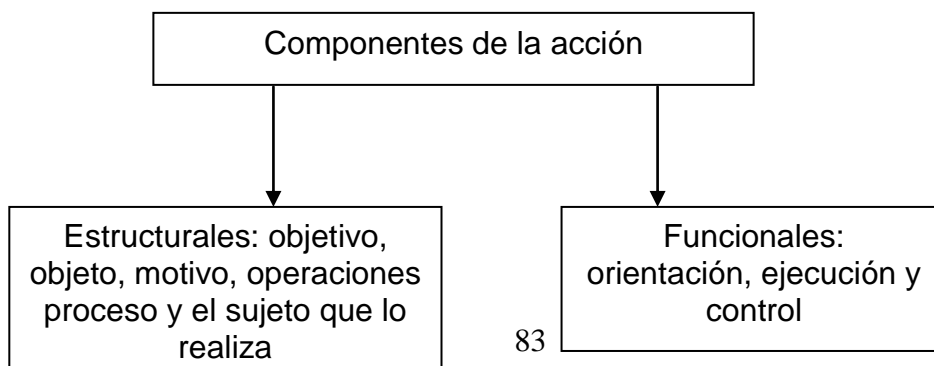 Componentes de la acción
Estructurales: objetivo,
objeto, motivo, operaciones
proceso y el sujeto que lo
realiza
Funcionales:
orientación, ejecución y
control
83